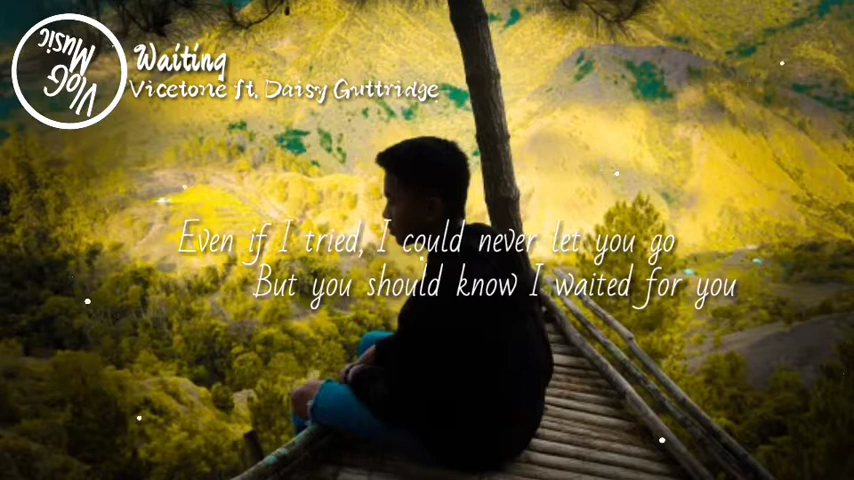 VloG
Music
Waiting
Vicetone ft. Daisy Guttridge
Even if I tried, I could never let you go
But you should know I waited for you